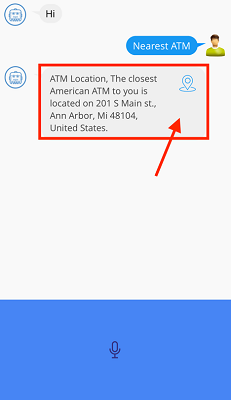 Hi
Nearest ATM
ATM Location, The closest
American ATM to you is
located on 201 S Main st.,
Ann Arbor, Mi 48104,
United States.